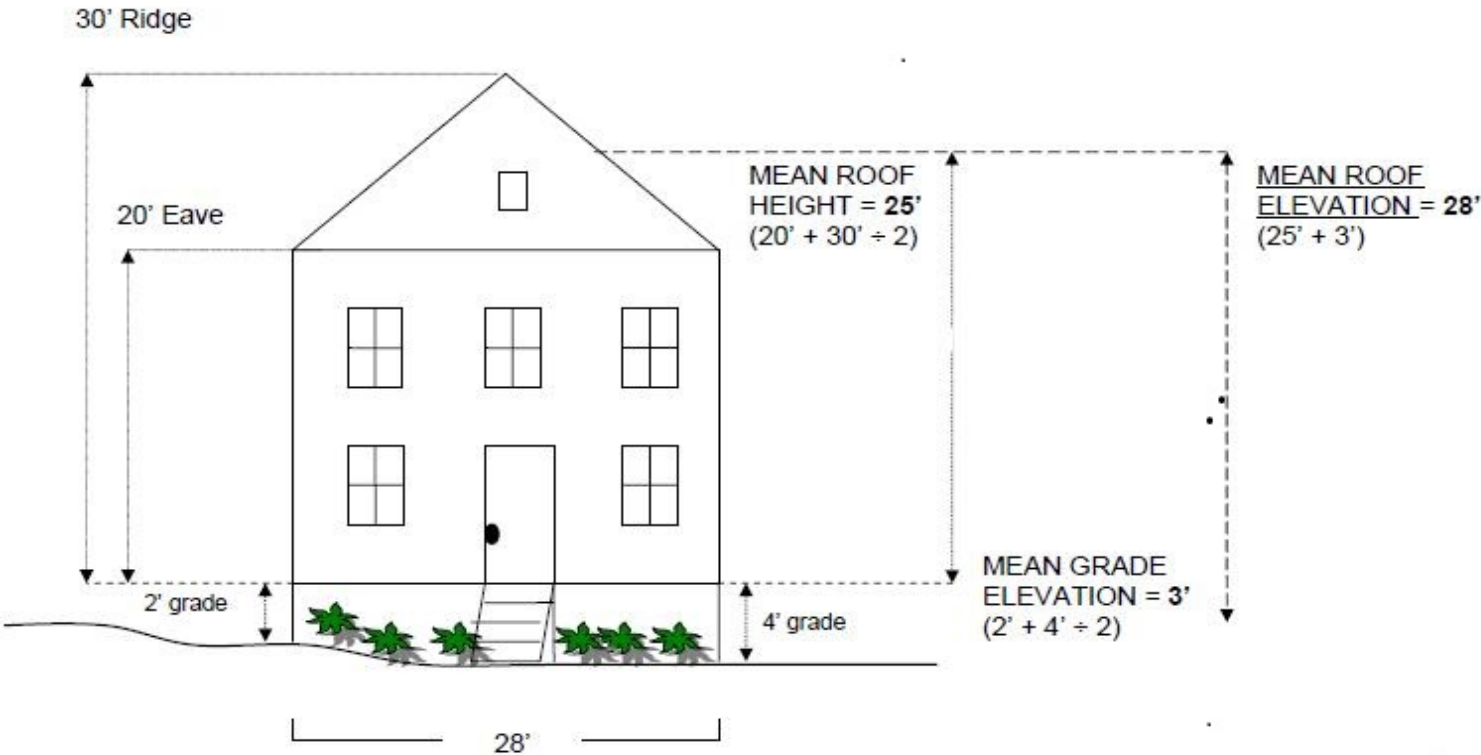 30’ Ridge
20’ Eave
MEAN ROOF
HEIGHT = 25’
(20’ + 30’ ÷ 2)
MEAN ROOF
ELEVATION = 28’
(25’ + 3’)
2’ grade
4’ grade
MEAN GRADE
ELEVATION = 3’
(2’ + 4’ ÷ 2)
28’